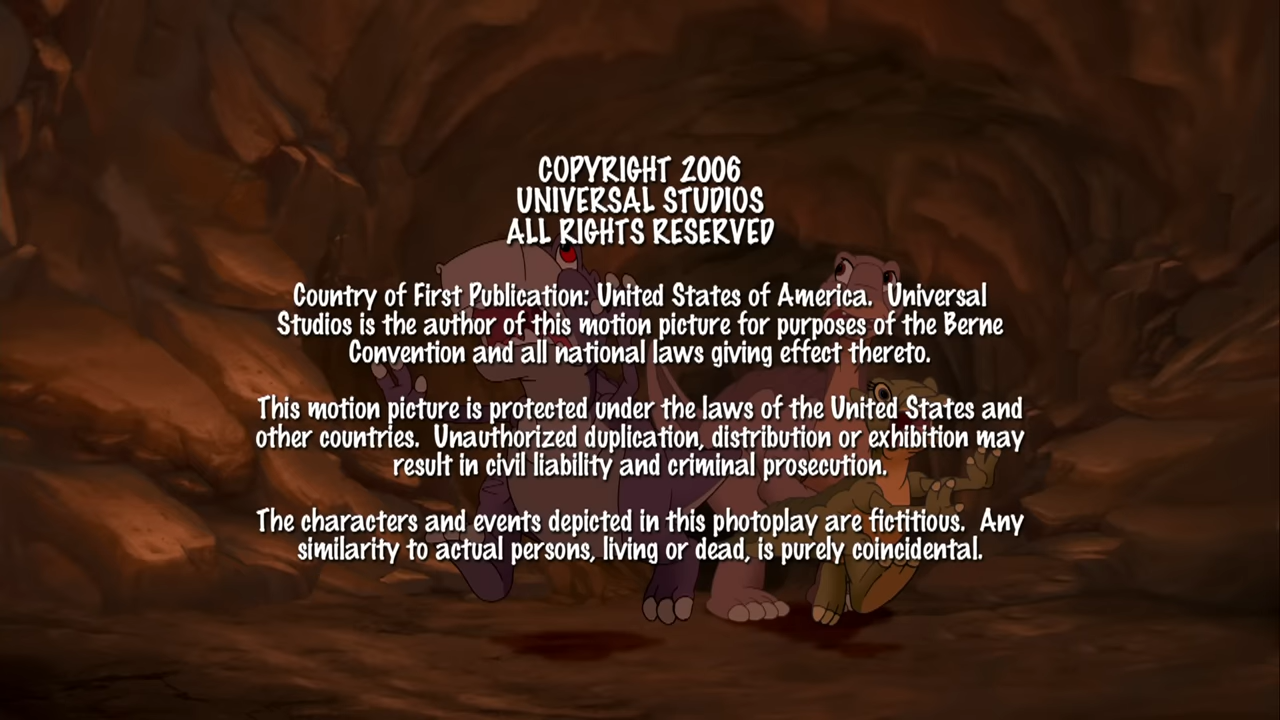 COPYRIGHT 2006
UNIVERSAL STUDIOS
ALL RIGHTS RESERVED
Country of First Publication: United States of America. Universal
Studios is the author of this motion picture for purposes of the Berne
Convention and all national laws giving effect thereto.
This motion picture is protected under the laws of the United States and
other countries. Unauthorized duplication, distribution or exhibition may
result in civil liability and criminal prosecution.
The characters and events depicted in this photoplay are fictitious. Any
similarity to actual persons, living or dead, is purely coincidental.